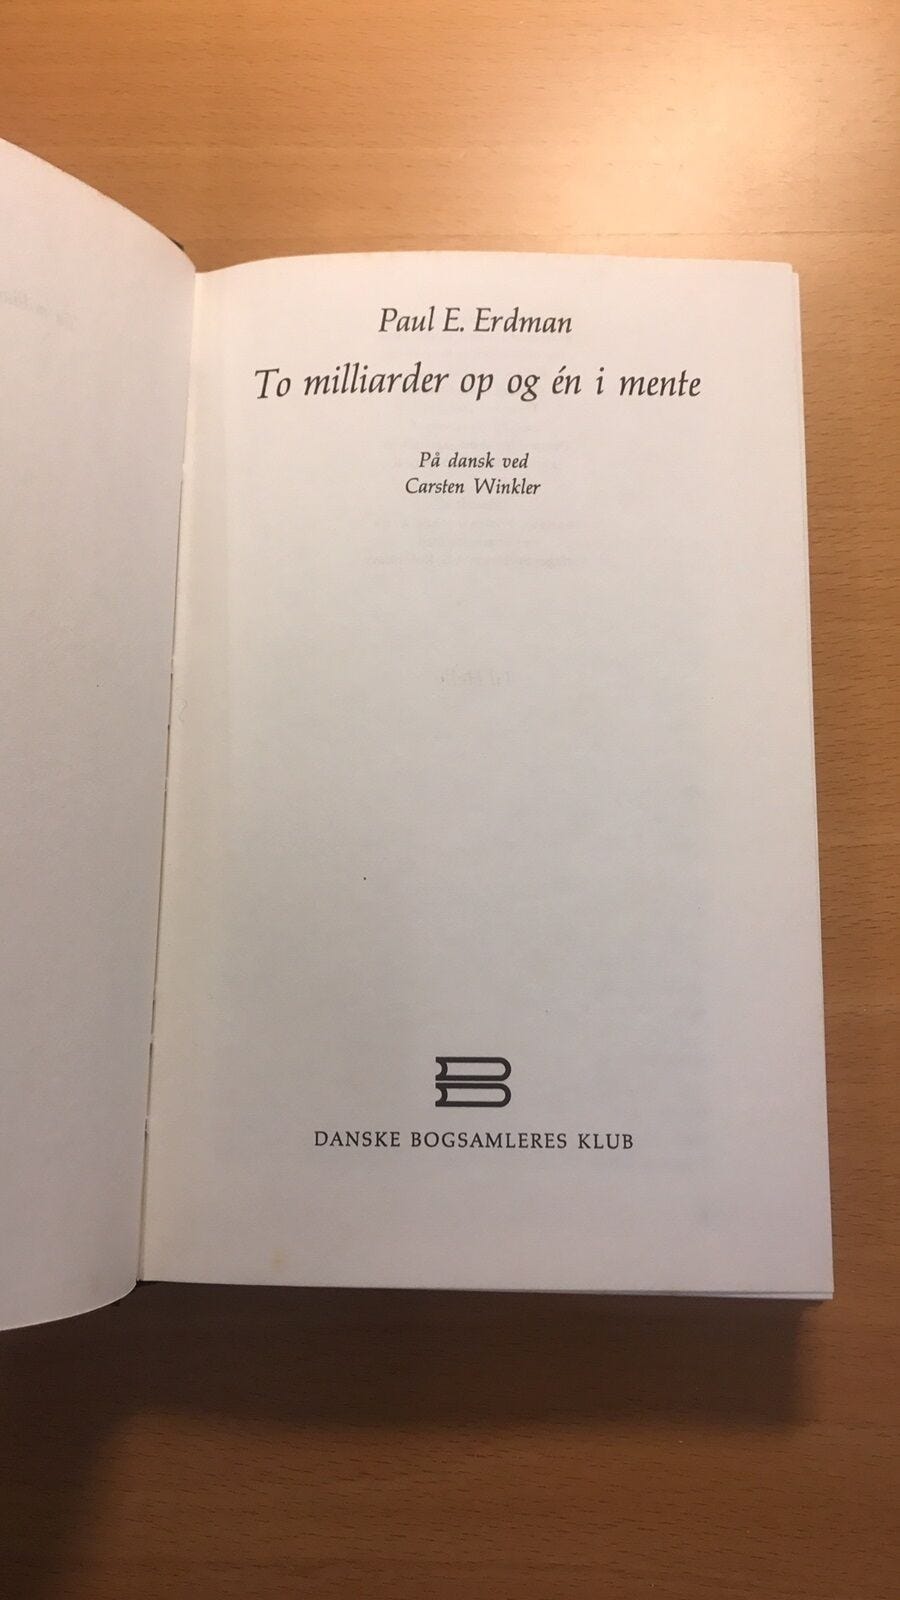 Paul E. Erdman
To milliarder op og én i mente
På dansk ved
Carsten Winkler
DANSKE BOGSAMLERES KLUB